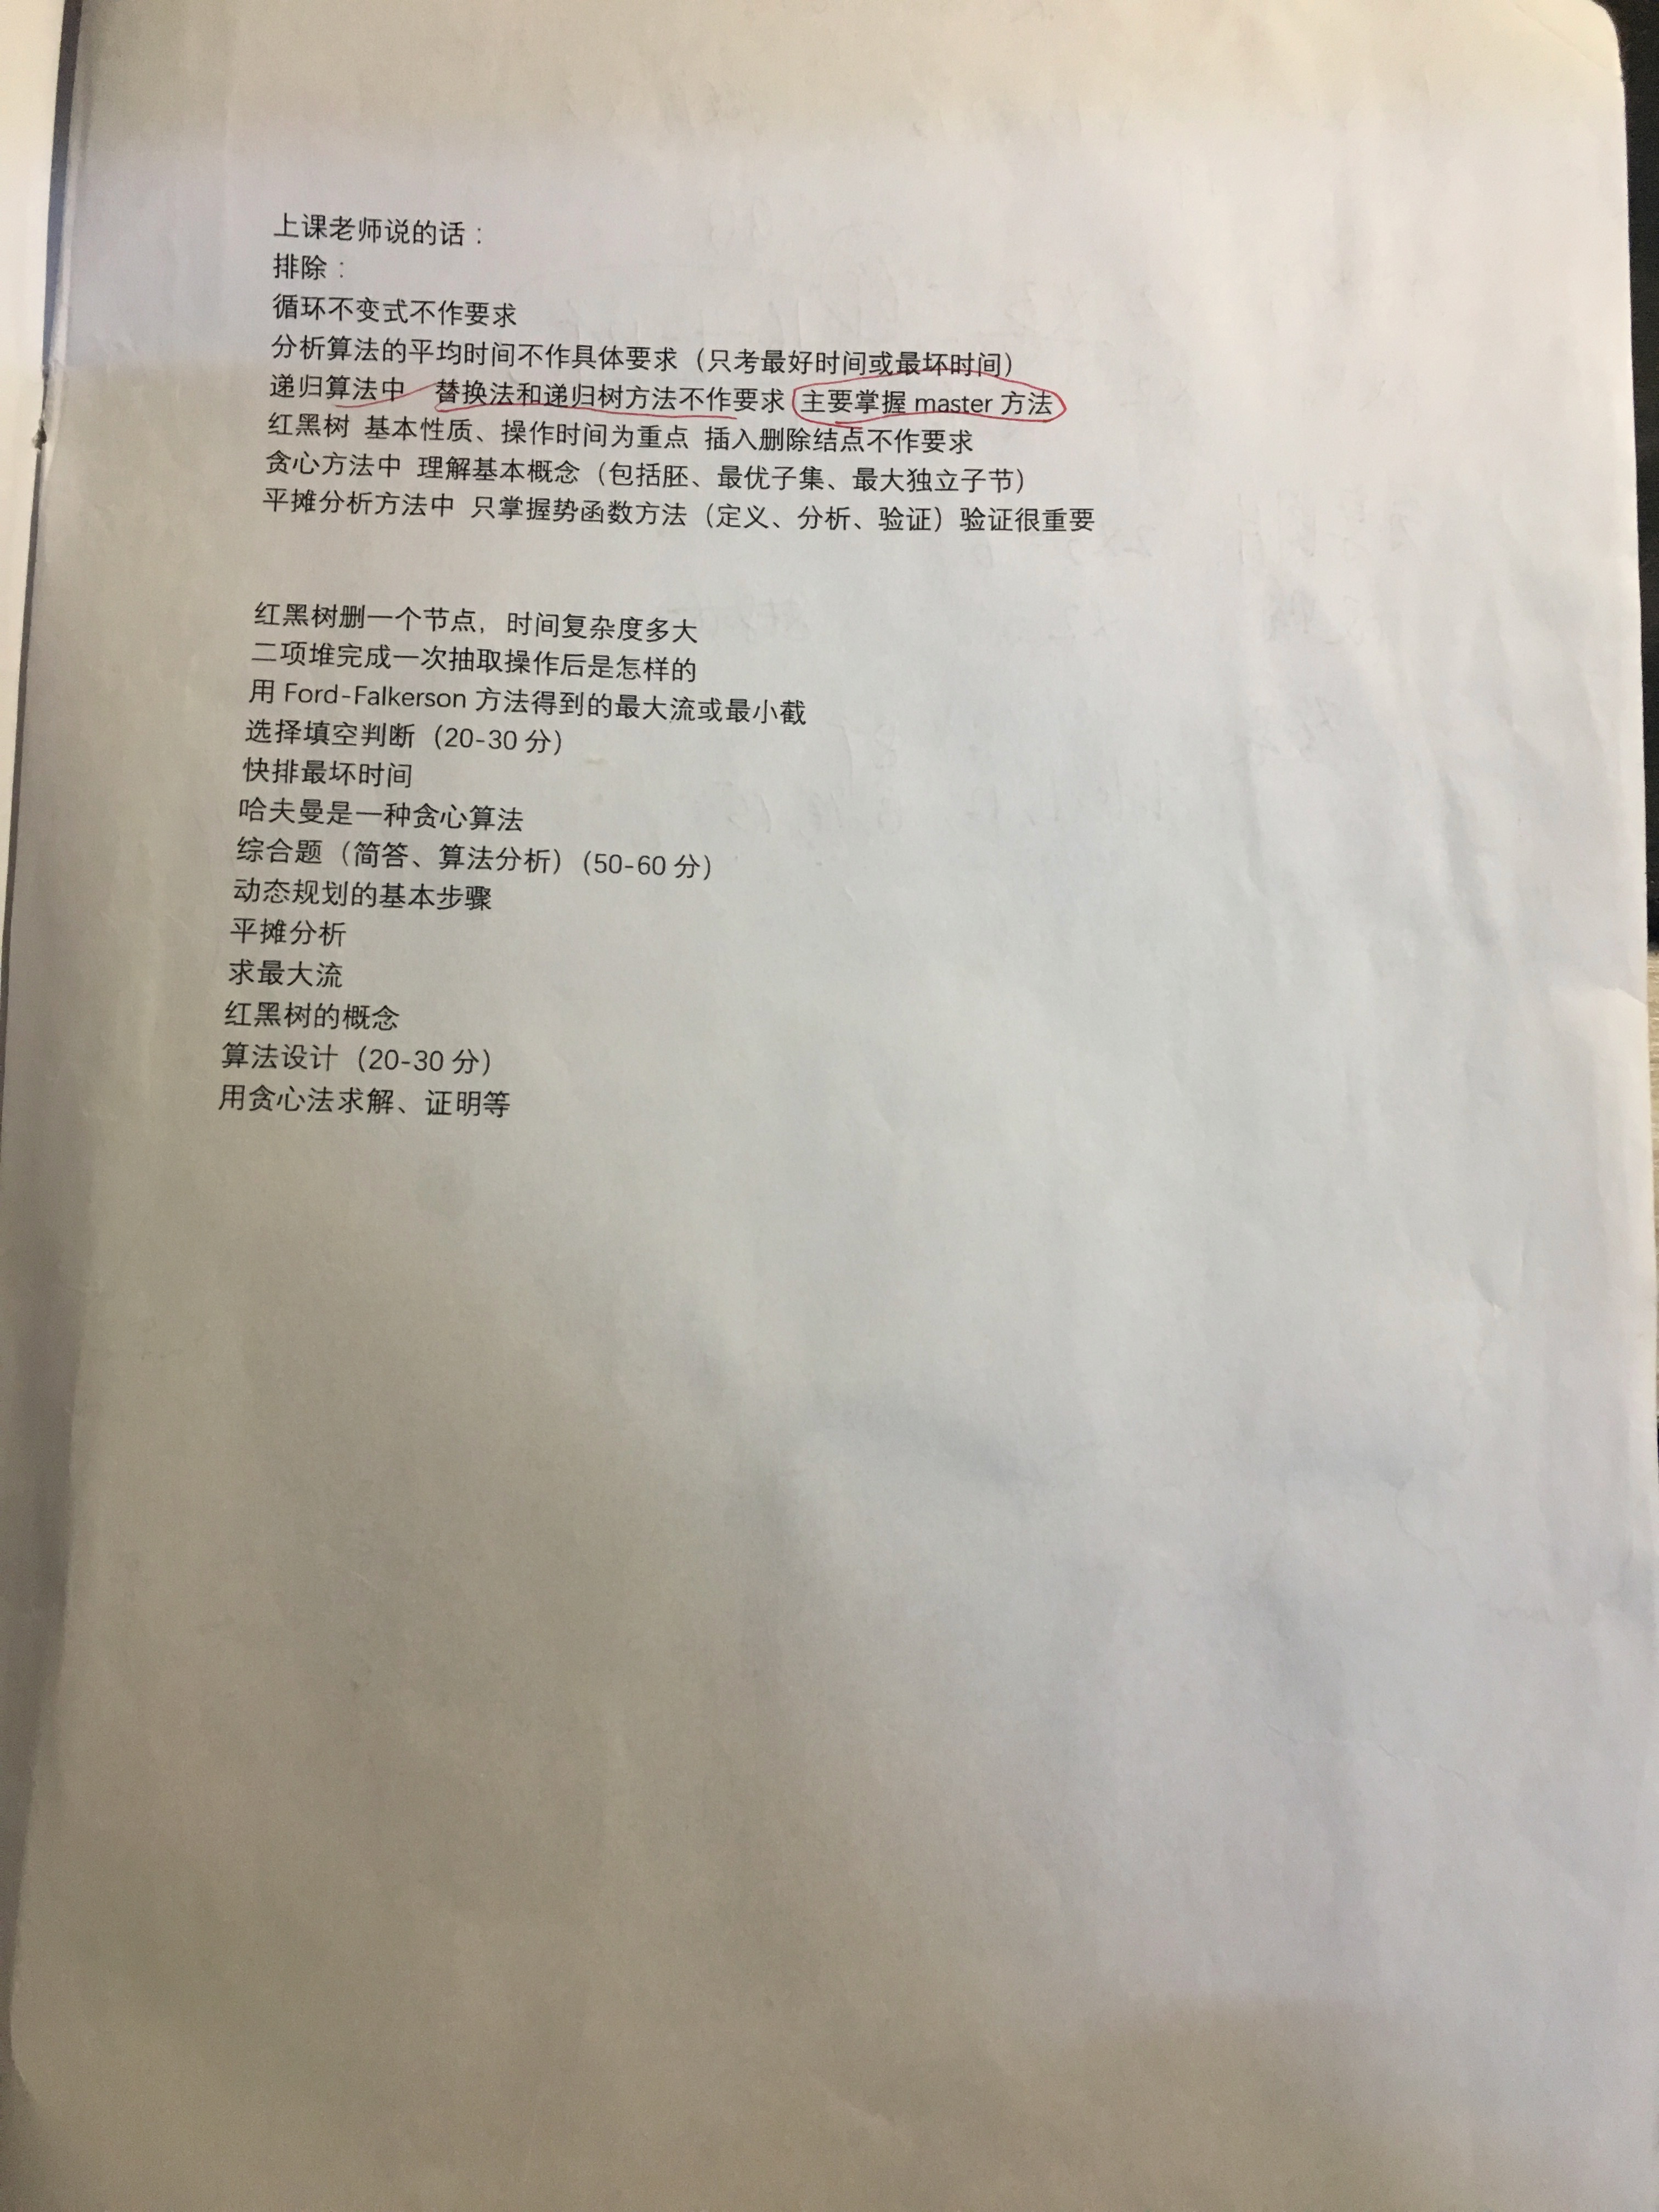 上课老师说的话：
排除：
循环不变式不作要求
分析算法的平均时间不作具体要求（只考最好时间或最坏时间）
递归算法中 替换法和递归树方法不作要求 主要掌握 master 方法
红黑树 基本性质、操作时间为重点 插入删除结点不作要求
贪心方法中 理解基本概念（包括胚、最优子集、最大独立子节）
平摊分析方法中 只掌握势函数方法（定义、分析、验证）验证很重要
红黑树删一个节点，时间复杂度多大
二项堆完成一次抽取操作后是怎样的
用 Ford-Falkerson 方法得到的最大流或最小截
选择填空判断（20-30 分）
快排最坏时间
哈夫曼是一种贪心算法
综合题（简答、算法分析）（50-60 分）
动态规划的基本步骤
平摊分析
求最大流
红黑树的概念
算法设计（20-30 分）
用贪心法求解、证明等